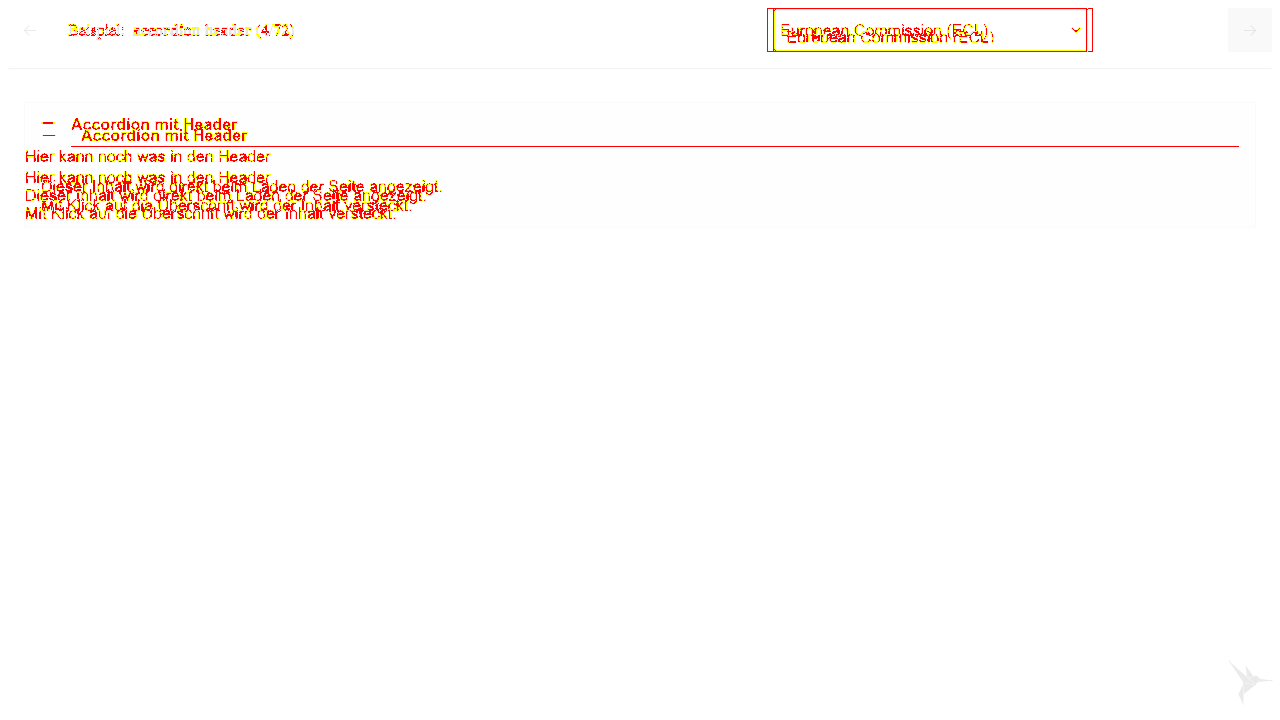 Beispiel: accordion header (4/72)
European Commission (ECL)
European Commission (ECL)
Accordion mit Header
Accordion mit Header
Hier kann noch was in den Header
Hier kann noch was in den Header
Dieser Inhalt wird direkt beim Laden der Seite angezeigt.
Dieser Inhalt wird direkt beim Laden der Seite angezeigt.
Mit Klick auf die Überschrift wird der Inhalt versteckt.
Mit Klick auf die Überschrift wird der Inhalt versteckt.